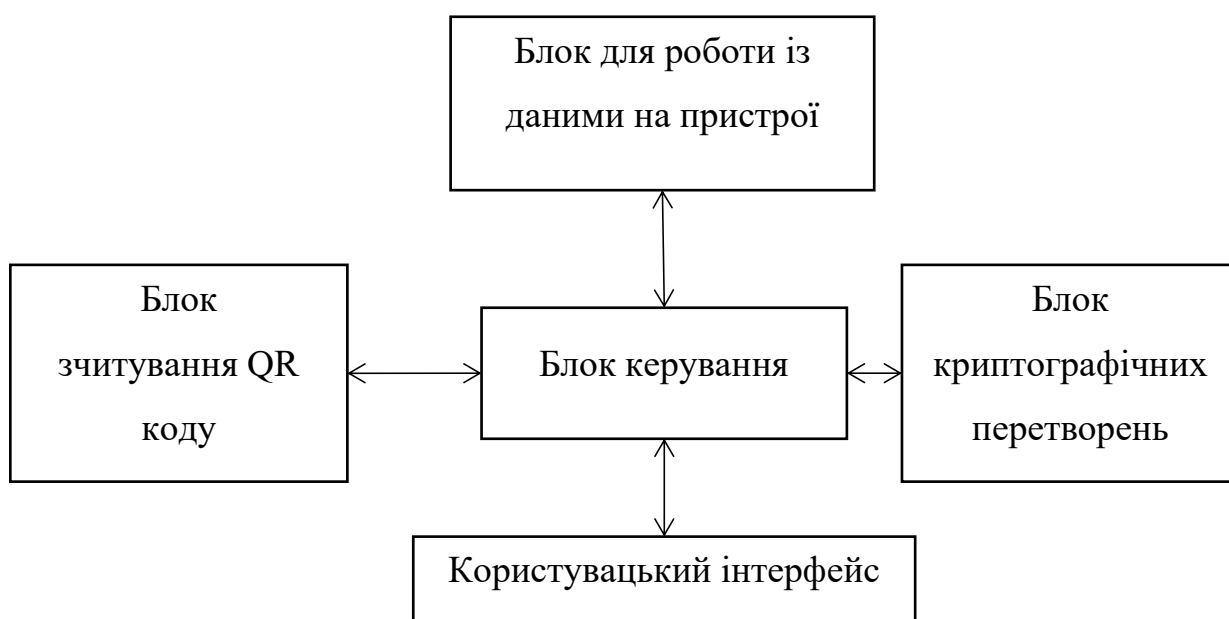 Блок для роботи із
даними на пристрої
Блок
зчитування QR
коду
Блок керування
Блок
криптографічних
перетворень
Користувацький інтерфейс